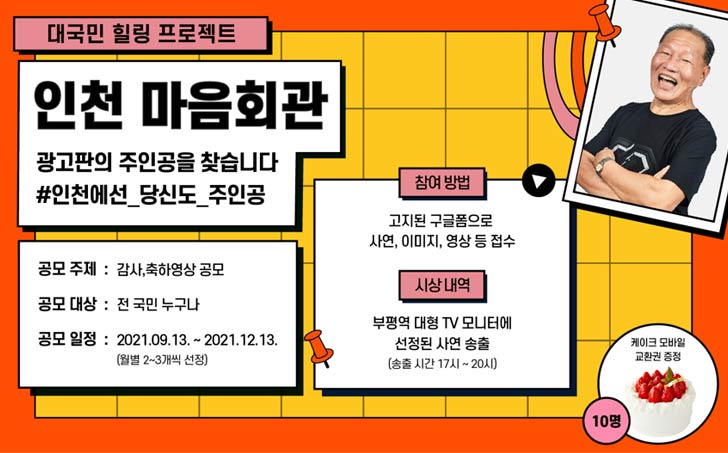 대국민 힐링 프로젝트
인천 마음회관
광고판의 주인공을 찾습니다
#인천에선_당신도_주인공
공모 주제 : 감사,축하영상 공모
공모 대상 : 전 국민 누구나
공모 일정 : 2021.09.13. ~ 2021.12.13.
(월별 2~3개씩 선정)
참여 방법
고지된 구글폼으로
사연, 이미지, 영상 등 접수
시상 내역
부평역 대형 TV 모니터에
선정된 사연 송출
(송출 시간 17시 ~ 20시)
케이크 모바일
교환권 증정
10명